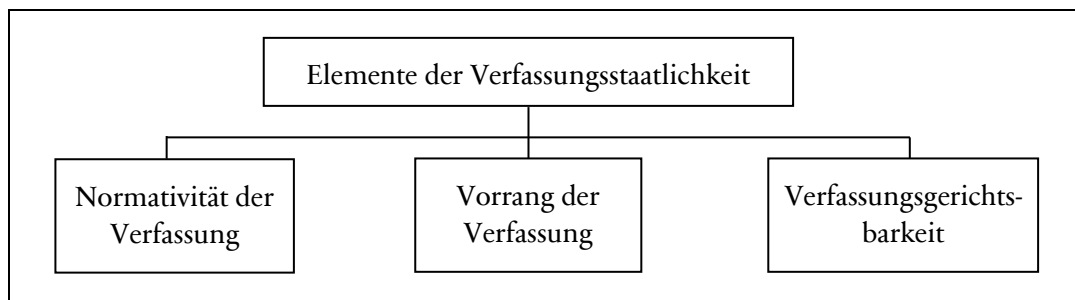 Elemente der Verfassungsstaatlichkeit
Normativität der
Verfassung
Vorrang der
Verfassung
Verfassungsgerichts-
barkeit